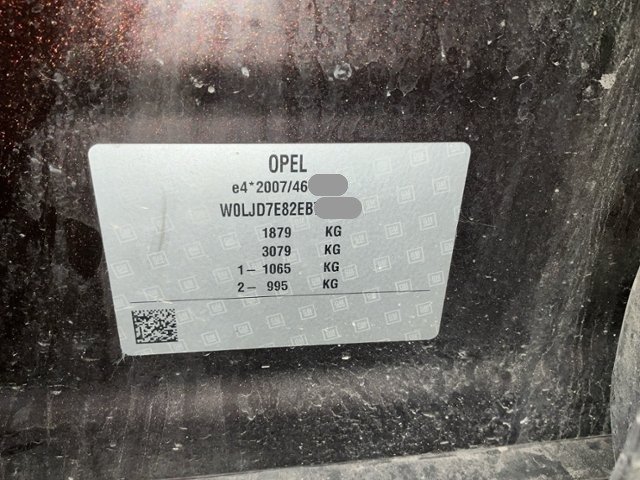 OPEL
e4*2007/46
W0LJD7E82EB
1879 KG
3079 KG
1– 1065 KG
2– 995 KG